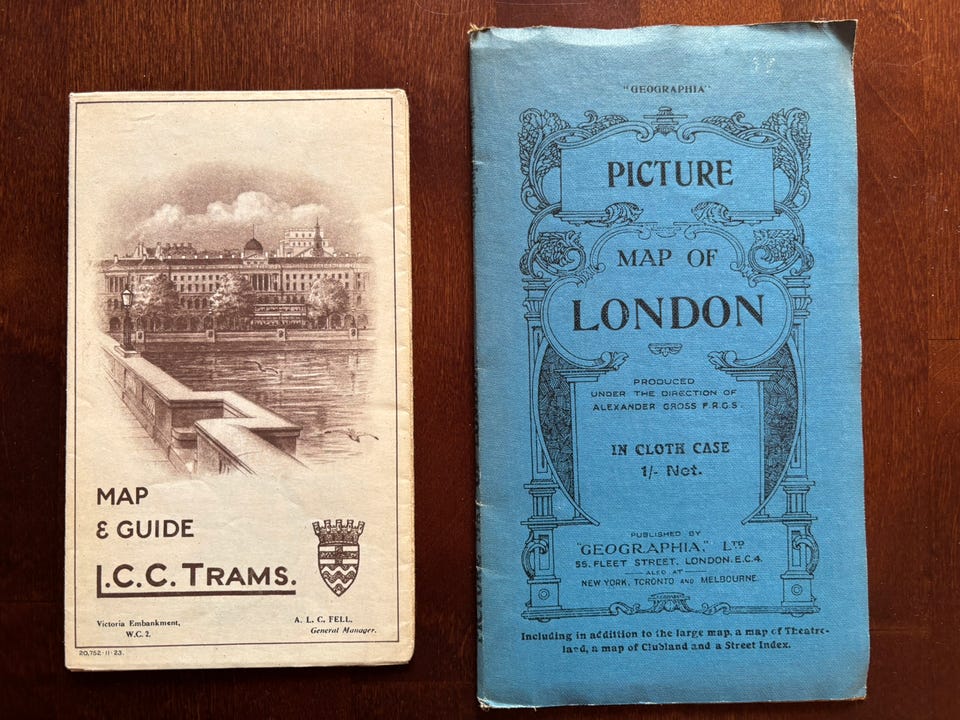 MAP
& GUIDE
L.C.C. TRAMS.
Victoria Embankment,
W.C. 2.
A. L. C. FELL,
General Manager.
20,752-11-23.
"GEOGRAPHIA"
PICTURE
MAP OF
LONDON
PRODUCED
UNDER THE DIRECTION OF
ALEXANDER GROSS F.R.G.S.
IN CLOTH CASE
1/- Net.
PUBLISHED BY
"GEOGRAPHIA," LTD
55, FLEET STREET, LONDON, E.C.4.
ALSO AT
NEW YORK, TORONTO AND MELBOURNE
Including in addition to the large map, a map of Theatre-
land, a map of Clubland and a Street Index.